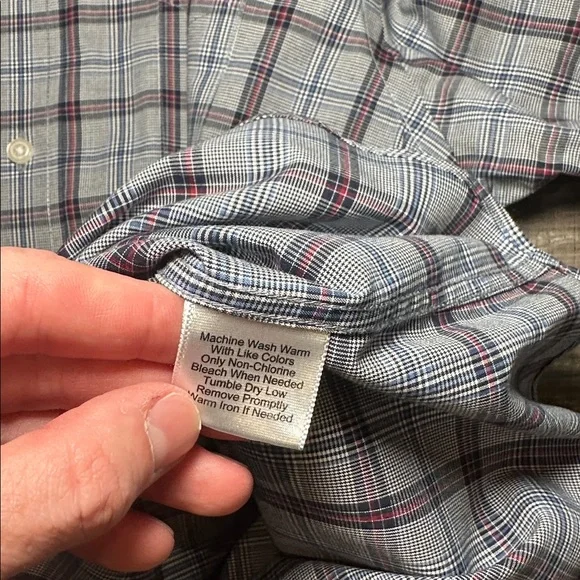 Machine Wash Warm
With Like Colors
Only Non-Chlorine
Bleach When Needed
Tumble Dry Low
Remove Promptly
Warm Iron If Needed